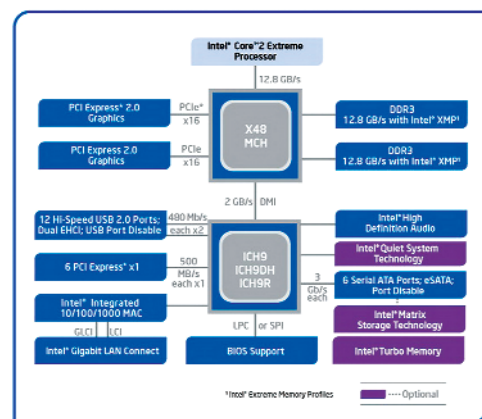 Intel® Core™2 Extreme
Processor
12.8 GB/s
PCI Express* 2.0
Graphics
PCIe*
x16
X48
MCH
DDR3
12.8 GB/s with Intel® XMP¹
PCI Express 2.0
Graphics
PCIe
x16
DDR3
12.8 GB/s with Intel® XMP¹
2 GB/s DMI
12 Hi-Speed USB 2.0 Ports;
Dual EHCI; USB Port Disable
480 Mb/s
each x2
Intel® High
Definition Audio
ICH9
ICH9DH
ICH9R
Intel® Quiet System
Technology
6 PCI Express* x1
500
MB/s
each x1
3
Gb/s
each
6 Serial ATA Ports; eSATA;
Port Disable
Intel® Integrated
10/100/1000 MAC
Intel® Matrix
Storage Technology
GLCI
LCI
LPC or SPI
Intel® Gigabit LAN Connect
BIOS Support
Intel® Turbo Memory
¹Intel® Extreme Memory Profiles
Optional